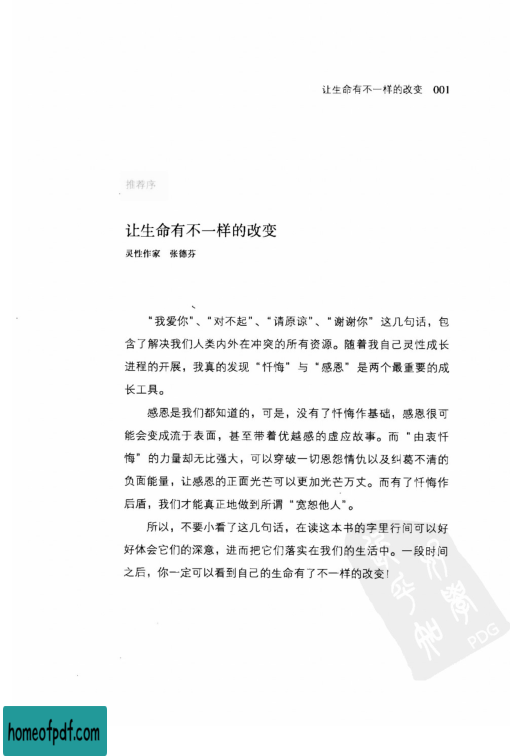 让生命有不一样的改变 001
推荐序
让生命有不一样的改变
灵性作家 张德芬
“我爱你”、“对不起”、“请原谅”、“谢谢你”这几句话，包
含了解决我们人类内外在冲突的所有资源。随着我自己灵性成长
进程的开展，我真的发现“忏悔”与“感恩”是两个最重要的成
长工具。
感恩是我们都知道的，可是，没有了忏悔作基础，感恩很可
能会变成流于表面，甚至带着优越感的虚应故事。而“由衷忏
悔”的力量却无比强大，可以穿破一切恩怨情仇以及纠葛不清的
负面能量，让感恩的正面光芒可以更加光芒万丈。而有了忏悔作
后盾，我们才能真正地做到所谓“宽恕他人”。
所以，不要小看了这几句话，在读这本书的字里行间可以好
好体会它们的深意，进而把它们落实在我们的生活中。一段时间
之后，你一定可以看到自己的生命有了不一样的改变！
PDG
homeofpdf.com